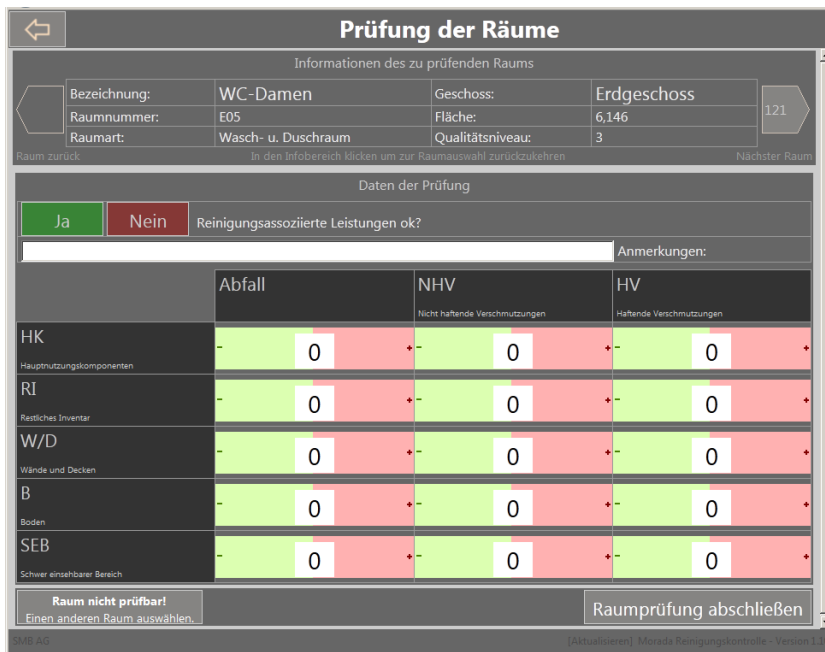 Prüfung der Räume
Informationen des zu prüfenden Raums
Bezeichnung: WC-Damen Geschoss: Erdgeschoss
Raumnummer: E05 Fläche: 6,146
121
Raumart: Wasch- u. Duschraum Qualitätsniveau: 3
Raum zurück In den Infobereich klicken um zur Raumauswahl zurückzukehren Nächster Raum
Daten der Prüfung
Ja Nein Reinigungsassoziierte Leistungen ok?
Anmerkungen:
Abfall NHV HV
Nicht haftende Verschmutzungen Haftende Verschmutzungen
HK
- 0 + - 0 + - 0 +
Hauptnutzungskomponenten
RI
- 0 + - 0 + - 0 +
Restliches Inventar
W/D
- 0 + - 0 + - 0 +
Wände und Decken
B
- 0 + - 0 + - 0 +
Boden
SEB
- 0 + - 0 + - 0 +
Schwer einsehbarer Bereich
Raum nicht prüfbar!
Einen anderen Raum auswählen. Raumprüfung abschließen
SMB AG [Aktualisieren] Morada Reinigungskontrolle - Version